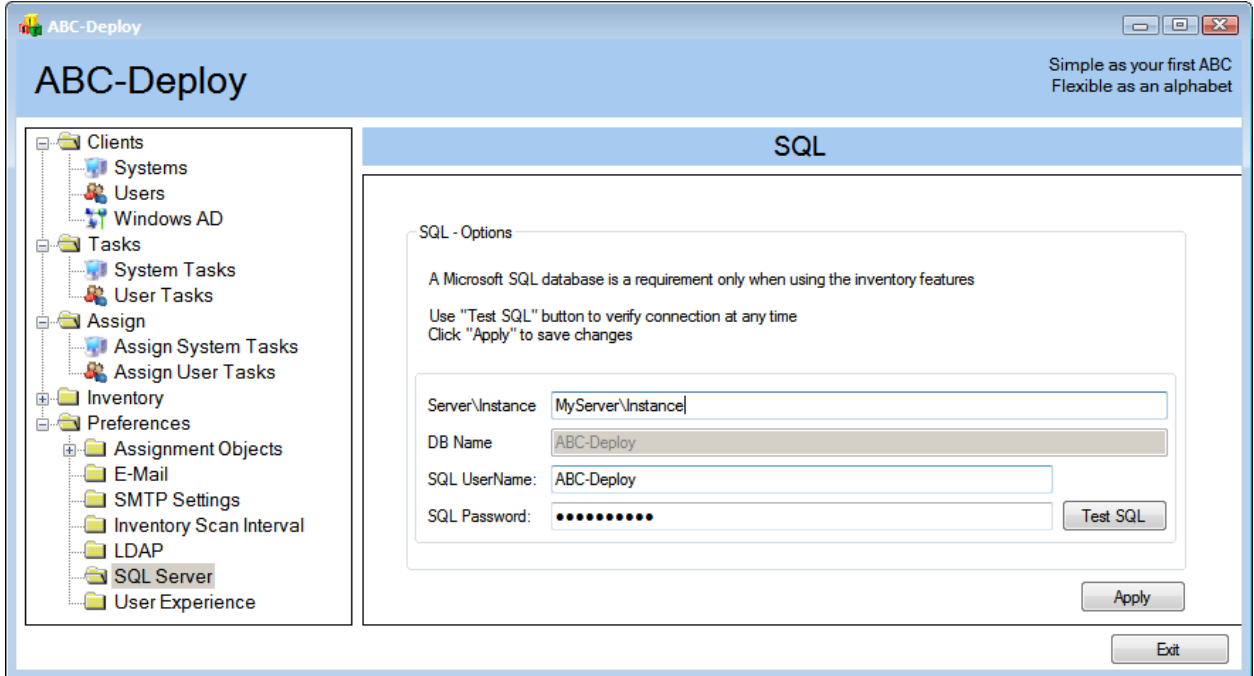 ABC-Deploy
ABC-Deploy
Simple as your first ABC
Flexible as an alphabet
Clients
Systems
Users
Windows AD
Tasks
System Tasks
User Tasks
Assign
Assign System Tasks
Assign User Tasks
Inventory
Preferences
Assignment Objects
E-Mail
SMTP Settings
Inventory Scan Interval
LDAP
SQL Server
User Experience
SQL
SQL - Options
A Microsoft SQL database is a requirement only when using the inventory features
Use "Test SQL" button to verify connection at any time
Click "Apply" to save changes
Server\Instance MyServer\Instance
DB Name ABC-Deploy
SQL UserName: ABC-Deploy
SQL Password: ●●●●●●●●●● Test SQL
Apply
Exit